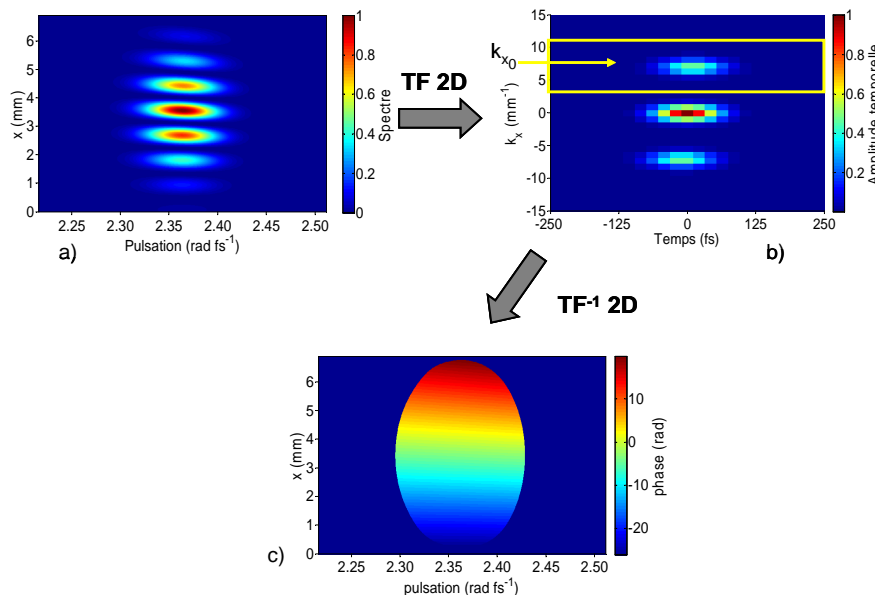 6
5
4
3
2
1
0
x (mm)
2.25 2.30 2.35 2.40 2.45 2.50
Pulsation (rad fs-1)
a)
1
0.8
0.6
0.4
0.2
0
Spectre
TF 2D
15
10
5
0
-5
-10
-15
kx (mm-1)
kx0
-250 -125 0 125 250
Temps (fs)
b)
1
0.8
0.6
0.4
0.2
0
Amplitude temporelle
TF-1 2D
6
5
4
3
2
1
0
x (mm)
2.25 2.30 2.35 2.40 2.45 2.50
pulsation (rad fs-1)
c)
10
0
-10
-20
phase (rad)